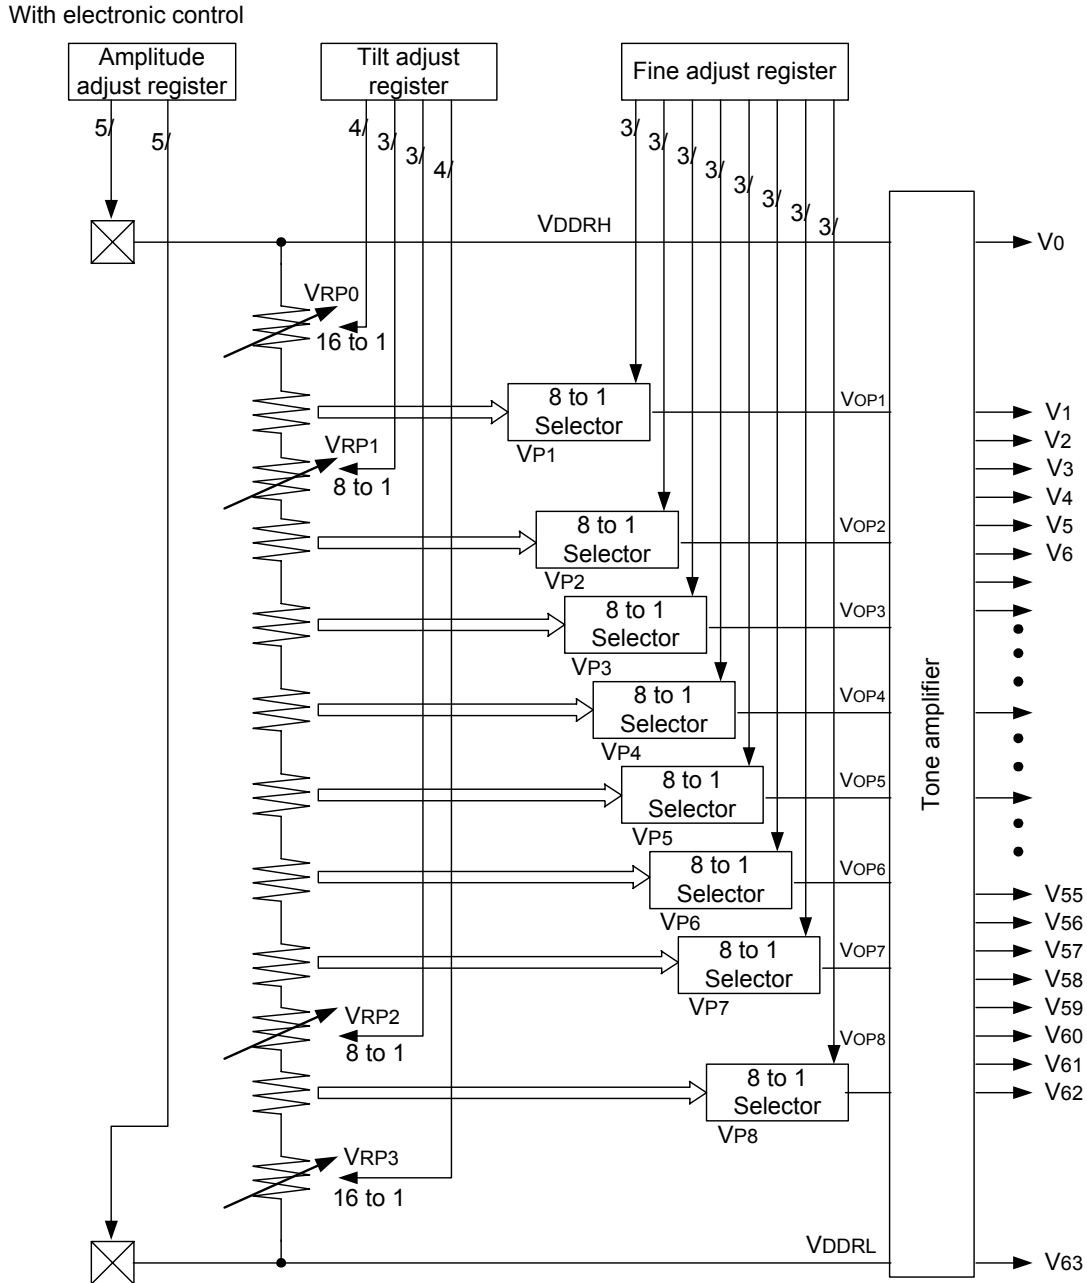 With electronic control
Amplitude
adjust register
Tilt adjust
register
Fine adjust register
5/
5/
4/
3/
3/
4/
3/
3/
3/
3/
3/
3/
3/
3/
VDDRH
V0
VRP0
16 to 1
8 to 1
Selector
VP1
VOP1
V1
VRP1
8 to 1
V2
V3
V4
8 to 1
Selector
VP2
VOP2
V5
V6
8 to 1
Selector
VP3
VOP3
8 to 1
Selector
VP4
VOP4
Tone amplifier
8 to 1
Selector
VP5
VOP5
8 to 1
Selector
VP6
VOP6
V55
V56
8 to 1
Selector
VP7
VOP7
V57
V58
V59
VRP2
8 to 1
VOP8
V60
V61
8 to 1
Selector
VP8
V62
VRP3
16 to 1
VDDRL
V63